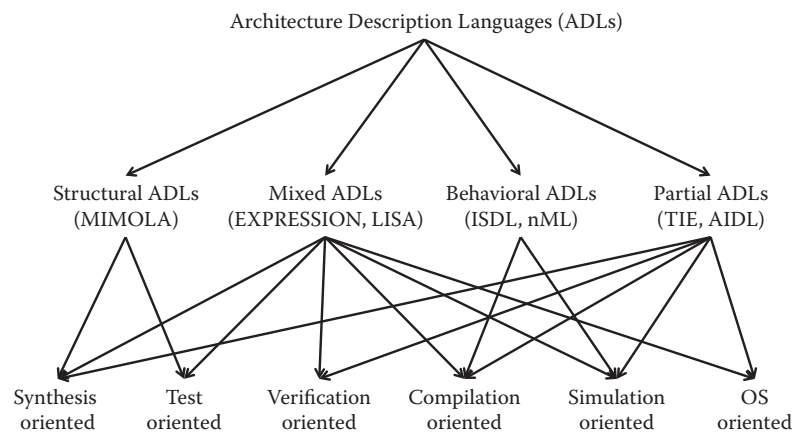 Architecture Description Languages (ADLs)
Structural ADLs
(MIMOLA)
Mixed ADLs
(EXPRESSION, LISA)
Behavioral ADLs
(ISDL, nML)
Partial ADLs
(TIE, AIDL)
Synthesis
oriented
Test
oriented
Verification
oriented
Compilation
oriented
Simulation
oriented
OS
oriented